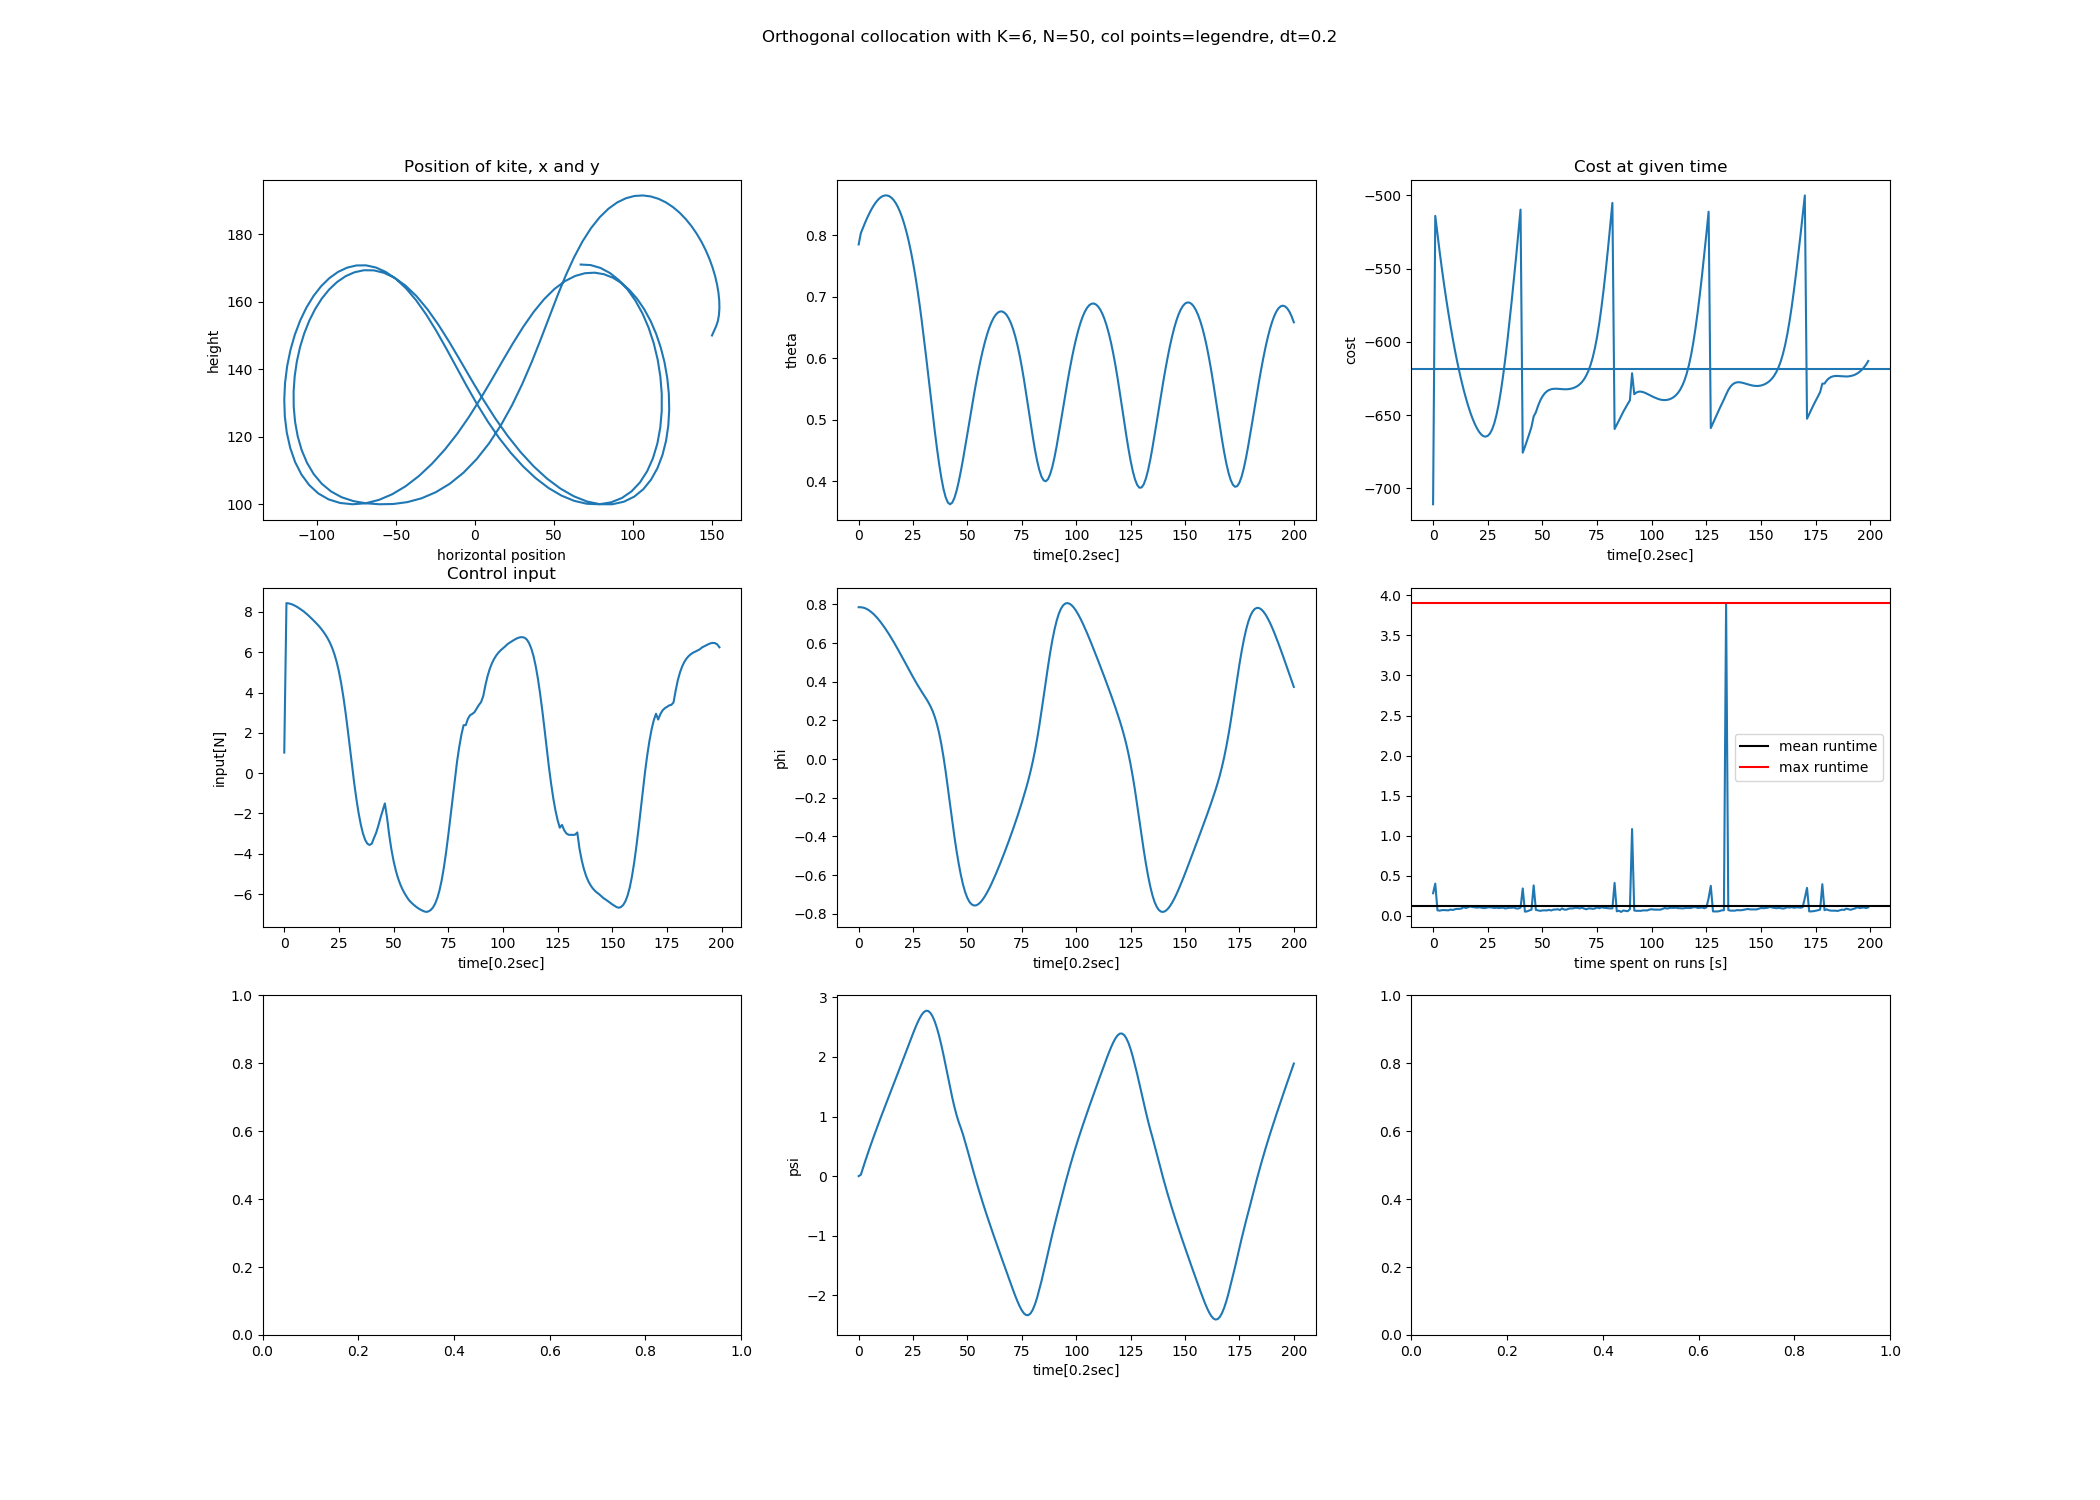 Orthogonal collocation with K=6, N=50, col points=legendre, dt=0.2
Position of kite, x and y
height
180
160
140
120
100
−100 −50 0 50 100 150
horizontal position
theta
0.8
0.7
0.6
0.5
0.4
0 25 50 75 100 125 150 175 200
time[0.2sec]
Cost at given time
cost
−500
−550
−600
−650
−700
0 25 50 75 100 125 150 175 200
time[0.2sec]
Control input
input[N]
8
6
4
2
0
−2
−4
−6
0 25 50 75 100 125 150 175 200
time[0.2sec]
phi
0.8
0.6
0.4
0.2
0.0
−0.2
−0.4
−0.6
−0.8
0 25 50 75 100 125 150 175 200
time[0.2sec]
4.0
3.5
3.0
2.5
2.0
1.5
1.0
0.5
0.0
mean runtime
max runtime
0 25 50 75 100 125 150 175 200
time spent on runs [s]
1.0
0.8
0.6
0.4
0.2
0.0
0.0 0.2 0.4 0.6 0.8 1.0
psi
3
2
1
0
−1
−2
0 25 50 75 100 125 150 175 200
time[0.2sec]
1.0
0.8
0.6
0.4
0.2
0.0
0.0 0.2 0.4 0.6 0.8 1.0